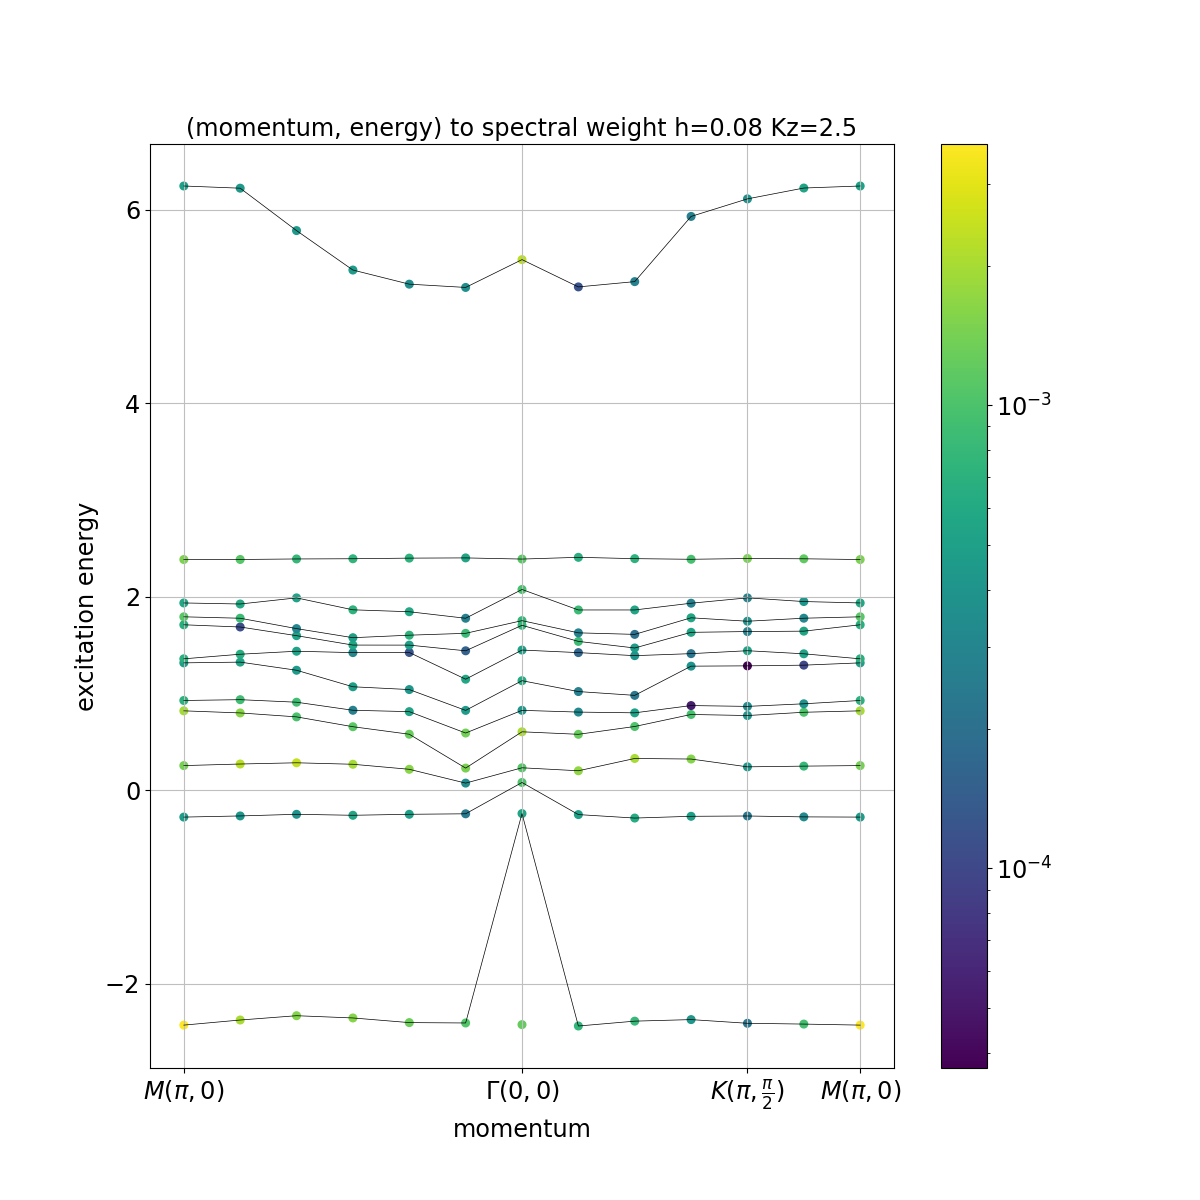 (momentum, energy) to spectral weight h=0.08 Kz=2.5
6
4
2
0
−2
excitation energy
M(π, 0)
Γ(0, 0)
K(π, π/2)
M(π, 0)
momentum
10⁻³
10⁻⁴